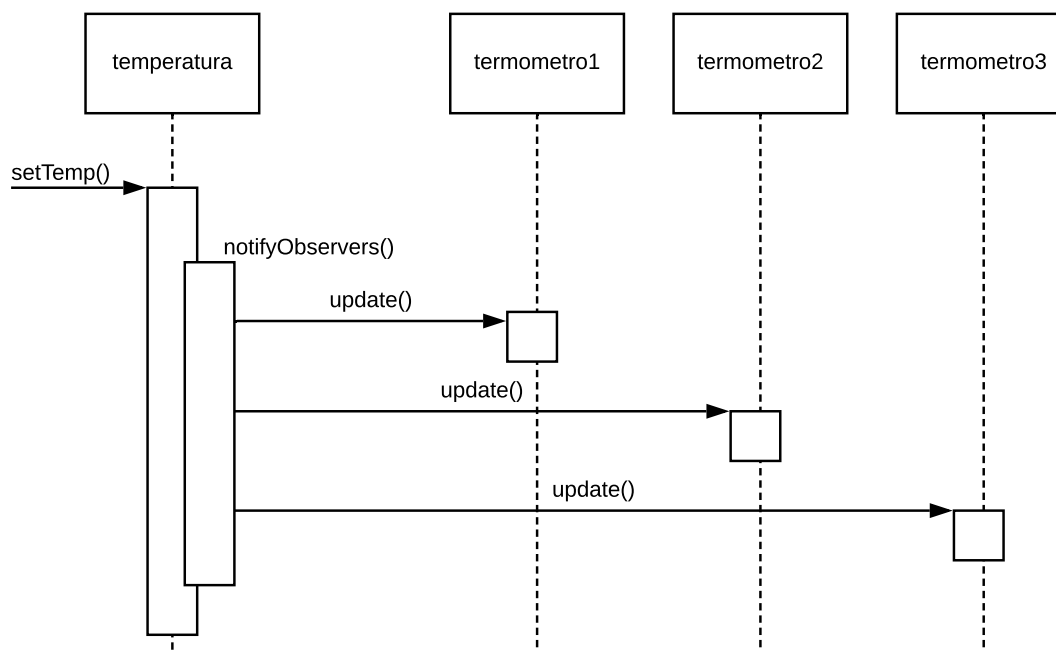 temperatura
termometro1
termometro2
termometro3
setTemp()
notifyObservers()
update()
update()
update()